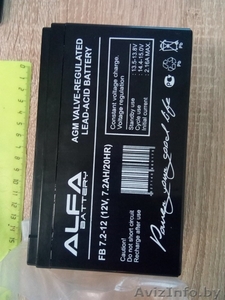 AGM VALVE-REGULATED
LEAD-ACID BATTERY
ALFA
BATTERY
FB 7.2-12 (12V, 7.2AH/20HR)
Constant voltage charge.
Voltage regulation
Standby use 13.5-13.8V
Cycle use 14.4-15.0V
Initial current 2.16A MAX.
CAUTION:
Do not short circuit
Recharge after use
Power your good life
AvizInfo.by